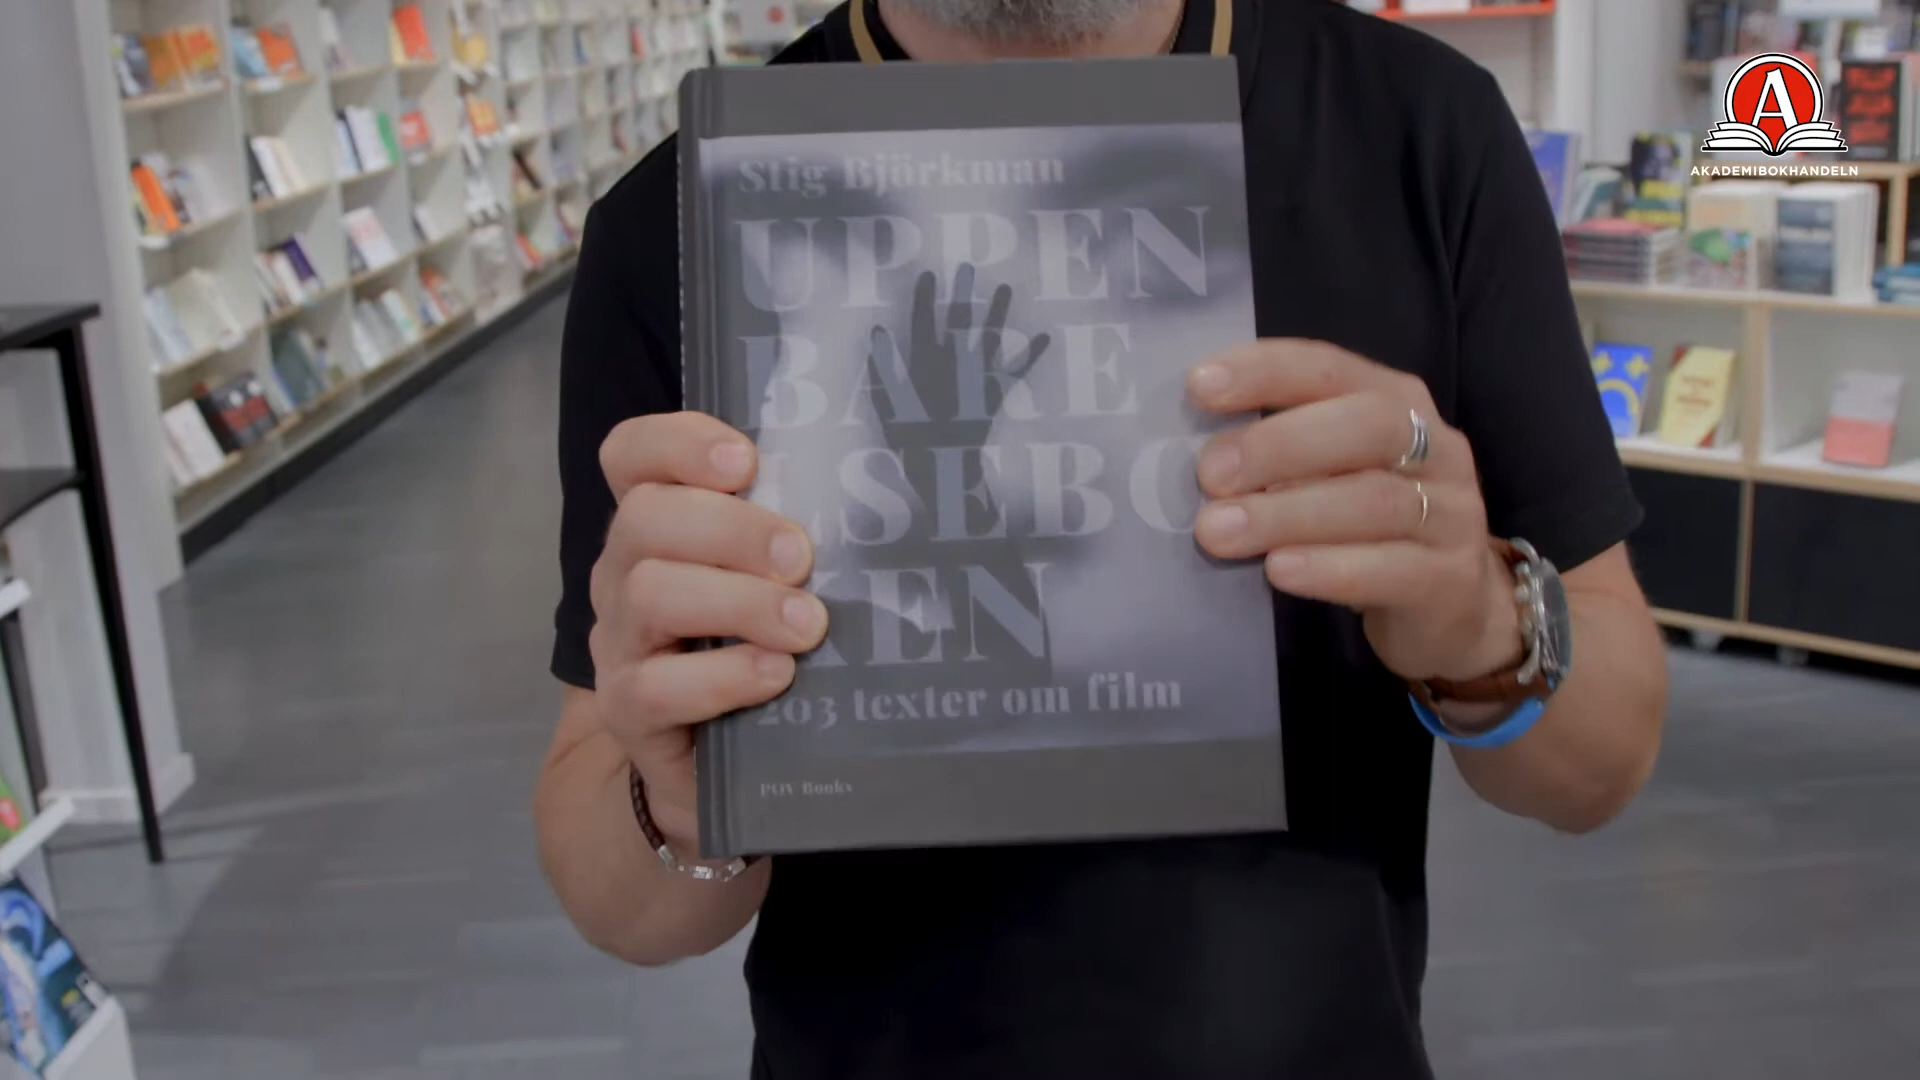 Stig Björkman
UPPEN
BARE
LSEBO
KEN
203 texter om film
POV Books
A
AKADEMIBOKHANDELN